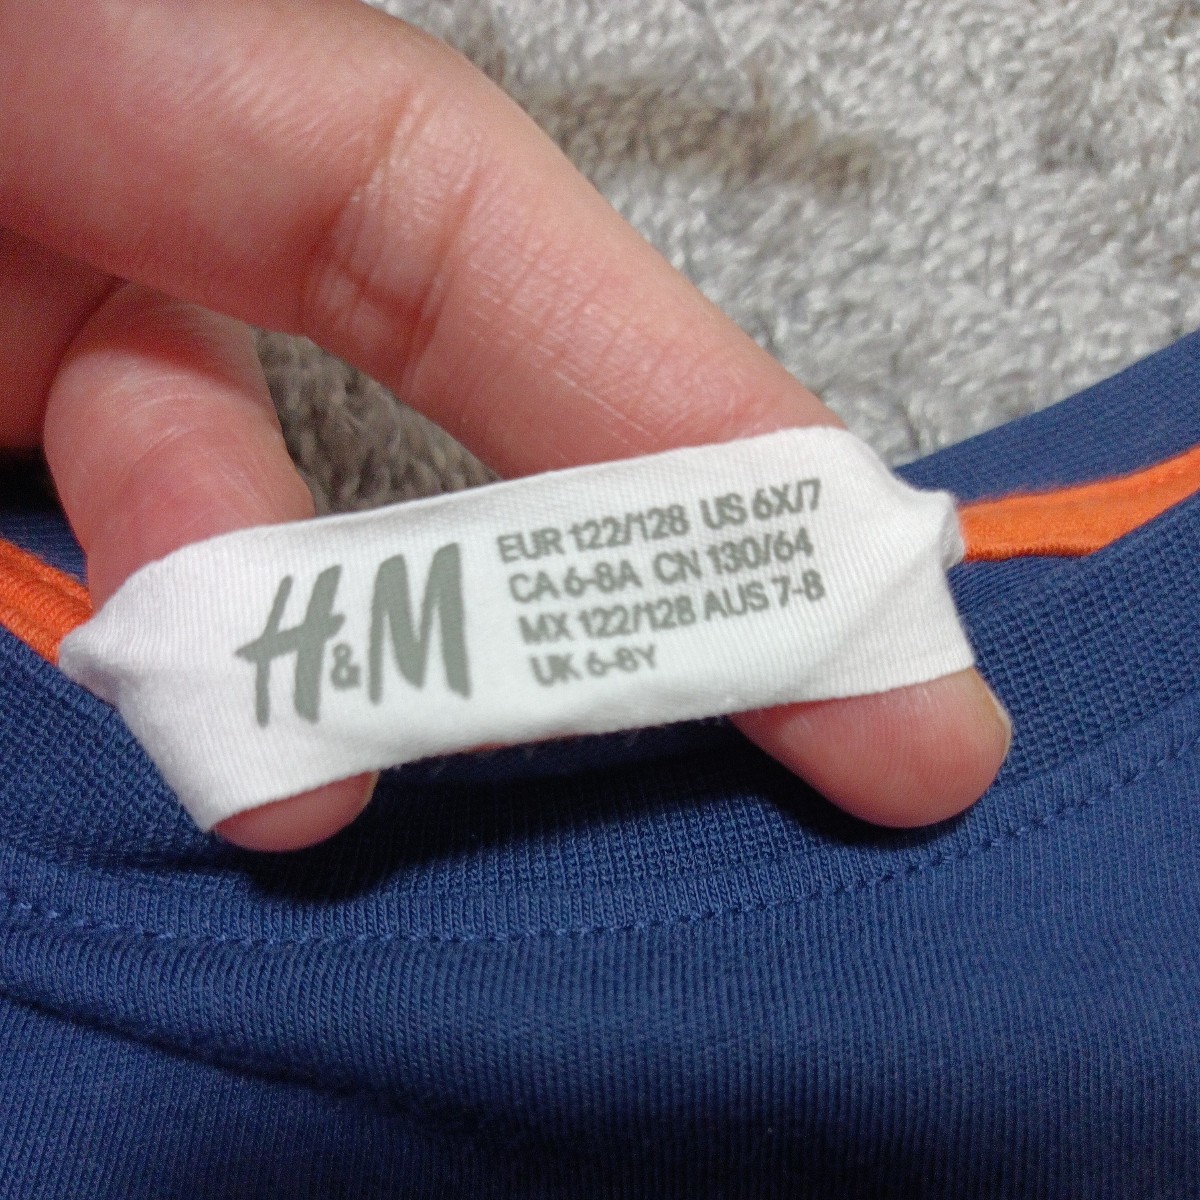 H&M
EUR 122/128 US 6X/7
CA 6-8A CN 130/64
MX 122/128 AUS 7-8
UK 6-8Y